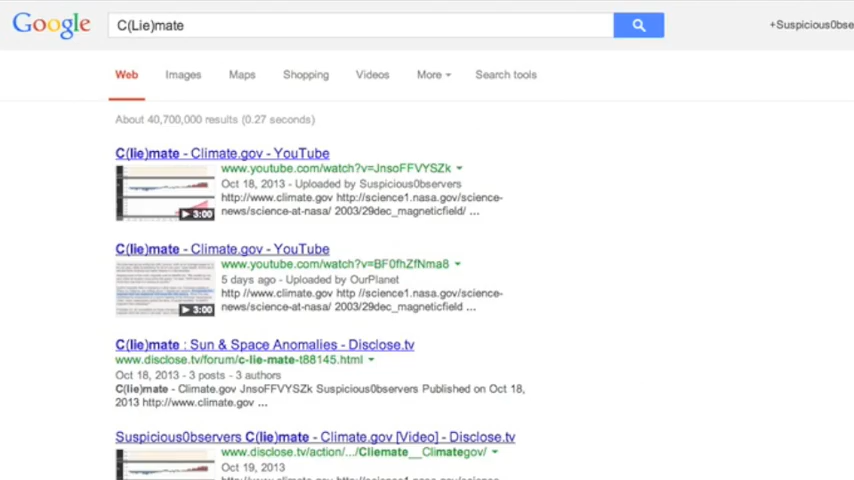 Google C(Lie)mate +Suspicious0bse
Web Images Maps Shopping Videos More Search tools
About 40,700,000 results (0.27 seconds)
C(lie)mate - Climate.gov - YouTube
www.youtube.com/watch?v=JnsoFFVYSZk
Oct 18, 2013 - Uploaded by Suspicious0bservers
http://www.climate.gov http://science1.nasa.gov/science-
news/science-at-nasa/ 2003/29dec_magneticfield/ ...
3:00
C(lie)mate - Climate.gov - YouTube
www.youtube.com/watch?v=BF0fhZfNma8
5 days ago - Uploaded by OurPlanet
http://www.climate.gov http //science1.nasa.gov/science-
news/science-at-nasa/ 2003/29dec_magneticfield ...
3:00
C(lie)mate : Sun & Space Anomalies - Disclose.tv
www.disclose.tv/forum/c-lie-mate-t88145.html
Oct 18, 2013 - 3 posts - 3 authors
C(lie)mate - Climate.gov JnsoFFVYSZk Suspicious0bservers Published on Oct 18,
2013 http://www.climate.gov ...
Suspicious0bservers C(lie)mate - Climate.gov [Video] - Disclose.tv
www.disclose.tv/action/.../Cliemate__Climategov/
Oct 19, 2013